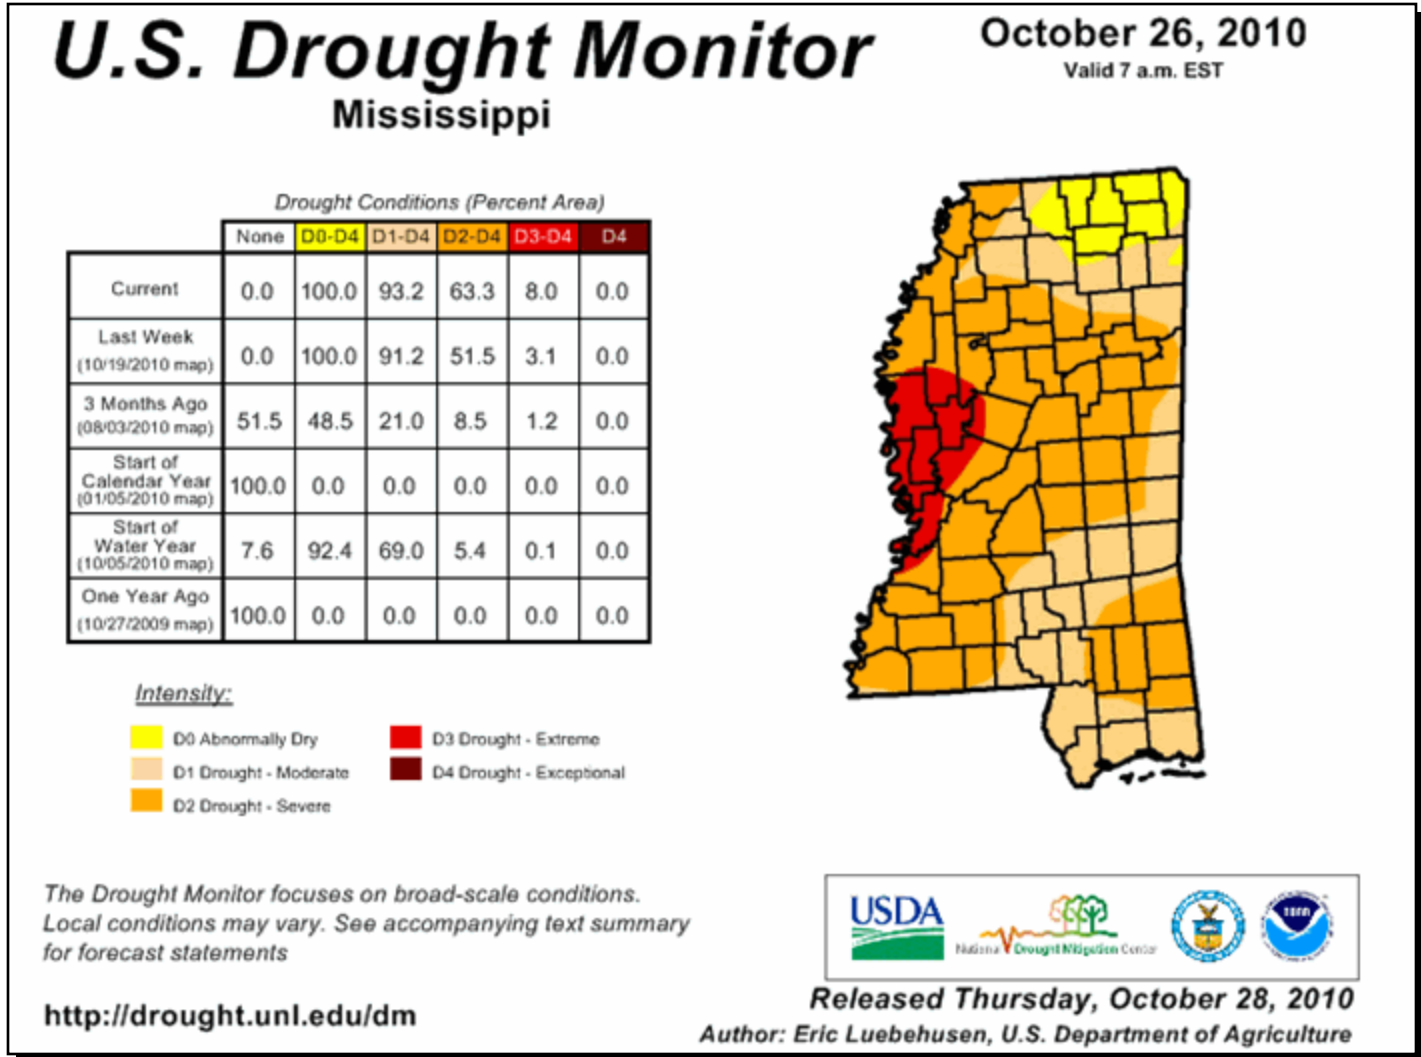 U.S. Drought Monitor
October 26, 2010
Valid 7 a.m. EST
Mississippi
Drought Conditions (Percent Area)
None D0-D4 D1-D4 D2-D4 D3-D4 D4
Current 0.0 100.0 93.2 63.3 8.0 0.0
Last Week
(10/19/2010 map) 0.0 100.0 91.2 51.5 3.1 0.0
3 Months Ago
(08/03/2010 map) 51.5 48.5 21.0 8.5 1.2 0.0
Start of
Calendar Year
(01/05/2010 map) 100.0 0.0 0.0 0.0 0.0 0.0
Start of
Water Year
(10/05/2010 map) 7.6 92.4 69.0 5.4 0.1 0.0
One Year Ago
(10/27/2009 map) 100.0 0.0 0.0 0.0 0.0 0.0
Intensity:
D0 Abnormally Dry
D1 Drought - Moderate
D2 Drought - Severe
D3 Drought - Extreme
D4 Drought - Exceptional
The Drought Monitor focuses on broad-scale conditions.
Local conditions may vary. See accompanying text summary
for forecast statements
http://drought.unl.edu/dm
USDA
National Drought Mitigation Center
Released Thursday, October 28, 2010
Author: Eric Luebehusen, U.S. Department of Agriculture